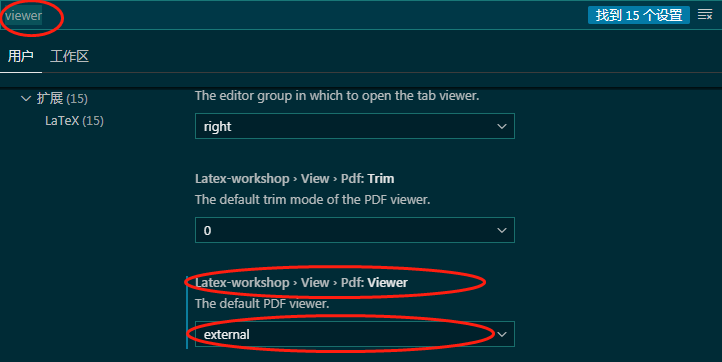 viewer
找到 15 个设置
用户 工作区
扩展 (15)
LaTeX (15)
The editor group in which to open the tab viewer.
right
Latex-workshop › View › Pdf: Trim
The default trim mode of the PDF viewer.
0
Latex-workshop › View › Pdf: Viewer
The default PDF viewer.
external